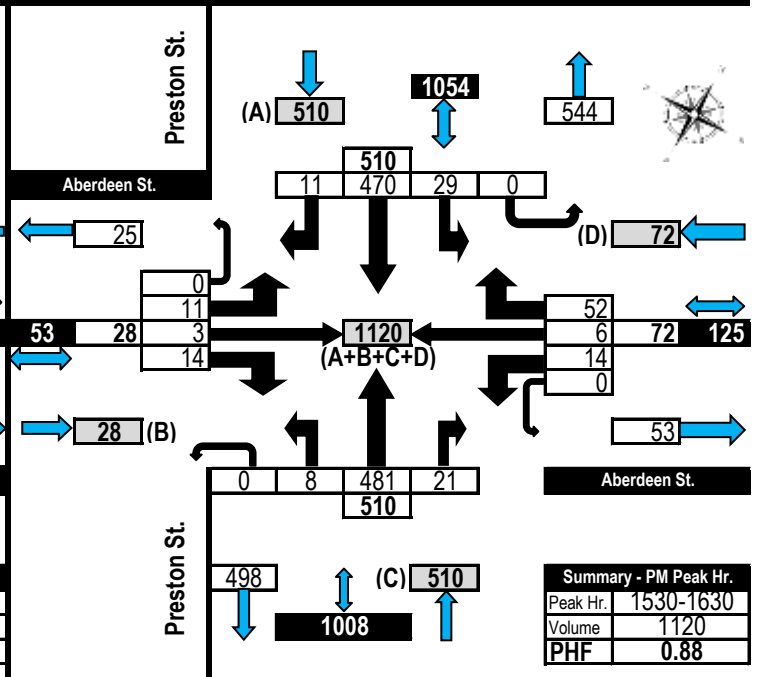 Preston St.
1054
(A) 510
544
510
11 470 29 0
Aberdeen St.
25
(D) 72
0
11
53 28 3
14
1120
(A+B+C+D)
52
6 72 125
14
0
28 (B)
53
0 8 481 21
510
Aberdeen St.
Preston St.
498
(C) 510
1008
Summary - PM Peak Hr.
Peak Hr. 1530-1630
Volume 1120
PHF 0.88